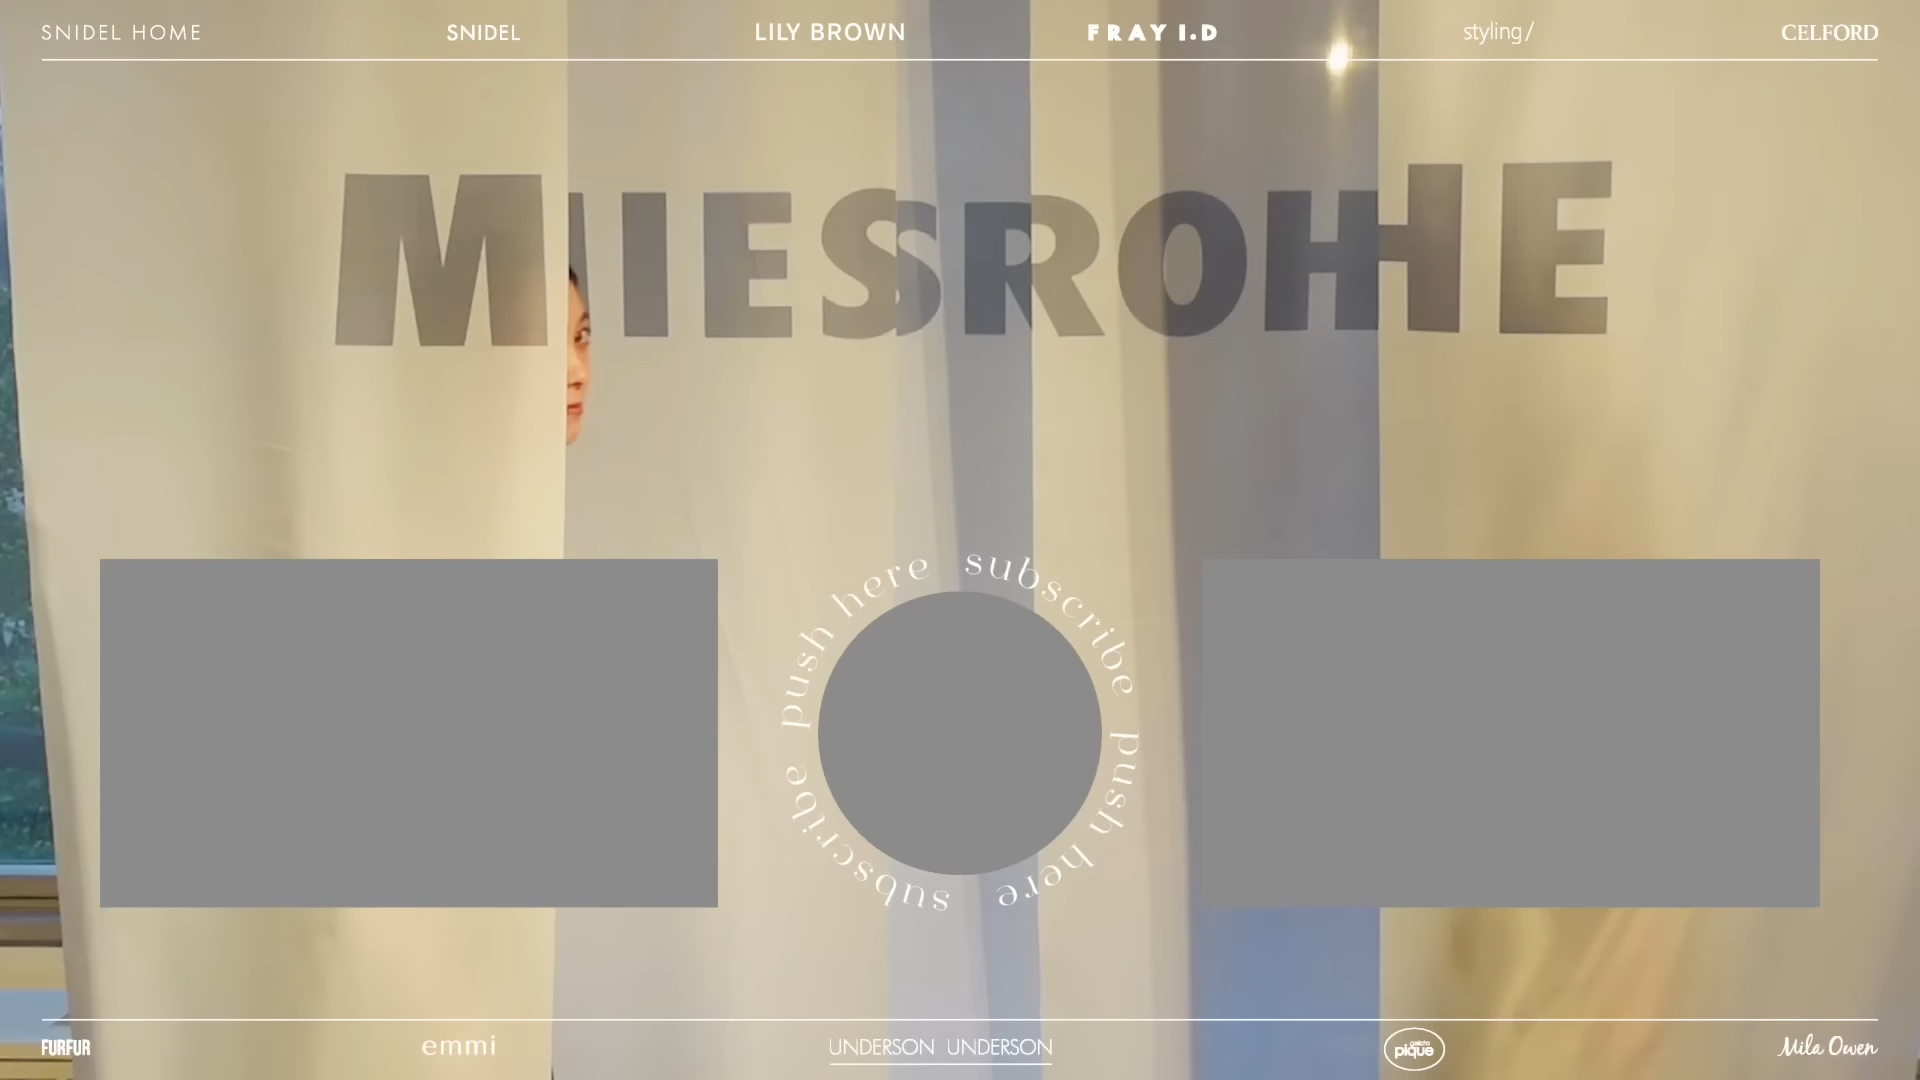 SNIDEL HOME
SNIDEL
LILY BROWN
FRAY I.D
styling/
CELFORD
MIESROHE
subscribe push here subscribe push here
FURFUR
emmi
UNDERSON UNDERSON
gelato
pique
Mila Owen